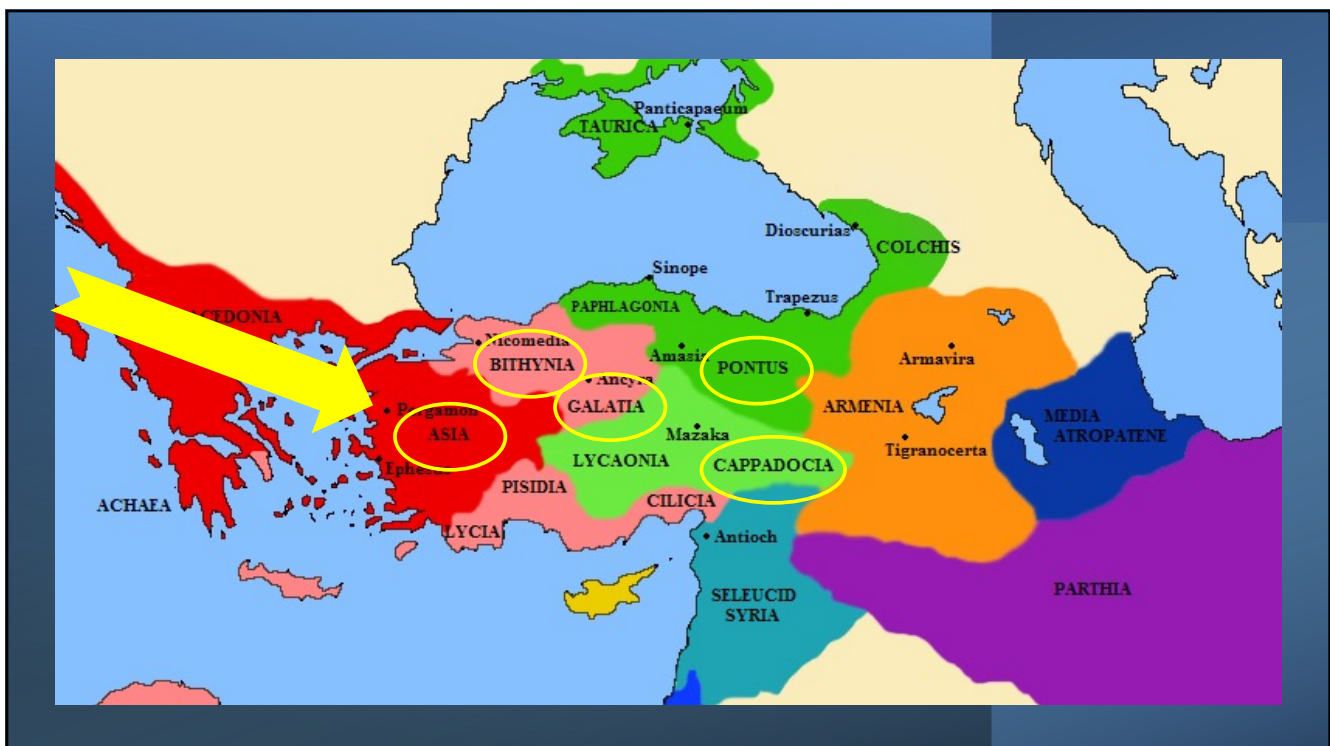 Panticapaeum
TAURICA
Dioscurias
COLCHIS
Sinope
PAPHLAGONIA
Trapezus
CEDONIA
Nicomedia
BITHYNIA
Amasia
PONTUS
Armavira
Ancyra
GALATIA
ARMENIA
Pergamon
ASIA
Mazaka
MEDIA
ATROPATENE
Tigranocerta
Ephesus
LYCAONIA
CAPPADOCIA
PISIDIA
CILICIA
ACHAEA
LYCIA
Antioch
SELEUCID
SYRIA
PARTHIA